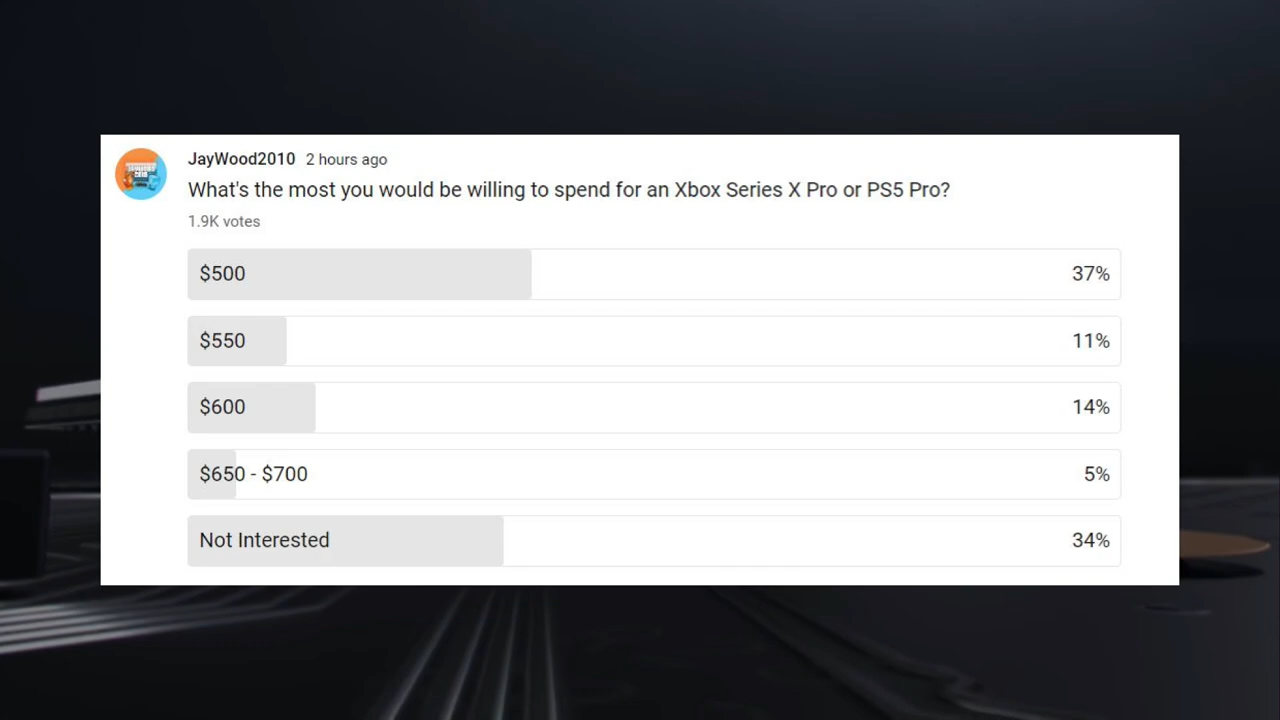 JayWood2010 2 hours ago
What's the most you would be willing to spend for an Xbox Series X Pro or PS5 Pro?
1.9K votes
$500 37%
$550 11%
$600 14%
$650 - $700 5%
Not Interested 34%